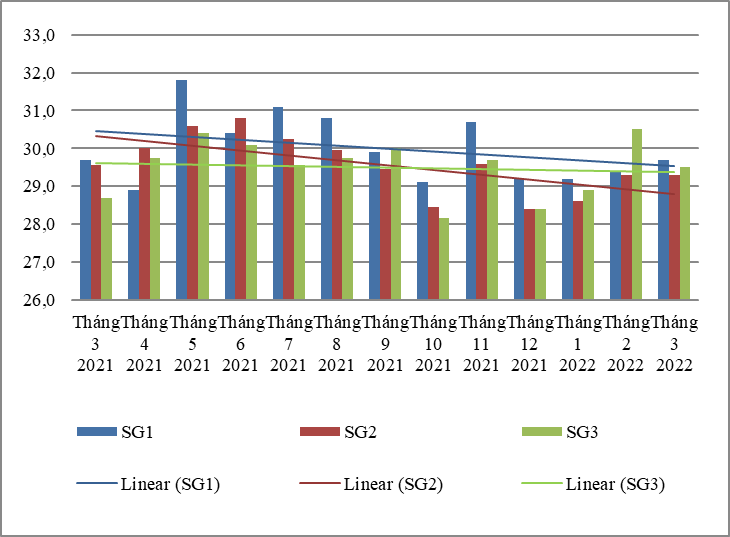 33,0
32,0
31,0
30,0
29,0
28,0
27,0
26,0
Tháng Tháng Tháng Tháng Tháng Tháng Tháng Tháng Tháng Tháng Tháng Tháng Tháng
3 4 5 6 7 8 9 10 11 12 1 2 3
2021 2021 2021 2021 2021 2021 2021 2021 2021 2021 2022 2022 2022
SG1 SG2 SG3
Linear (SG1) Linear (SG2) Linear (SG3)